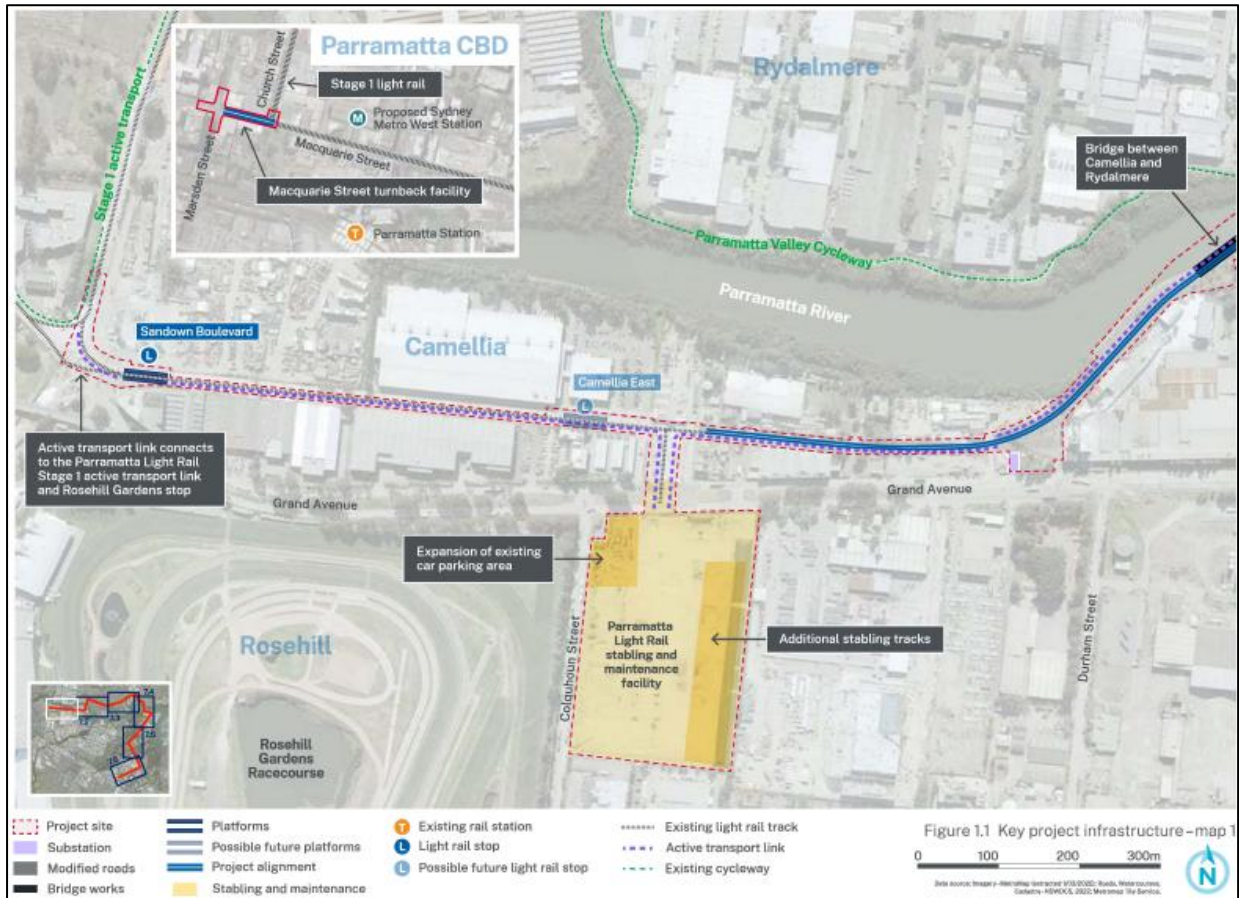 Parramatta CBD
Church Street
Stage 1 light rail
M
Proposed Sydney
Metro West Station
Macquarie Street
Marsden Street
Macquarie Street turnback facility
T
Parramatta Station
Stage 1 active transport
Rydalmere
Bridge between
Camellia and
Rydalmere
Parramatta Valley Cycleway
Parramatta River
Sandown Boulevard
L
Camellia
Camellia East
L
Active transport link connects
to the Parramatta Light Rail
Stage 1 active transport link
and Rosehill Gardens stop
Grand Avenue
Grand Avenue
Expansion of existing
car parking area
Parramatta
Light Rail
stabling and
maintenance
facility
Additional stabling tracks
Rosehill
Colquhoun Street
Durham Street
Rosehill
Gardens
Racecourse
Project site
Substation
Modified roads
Bridge works
Platforms
Possible future platforms
Project alignment
Stabling and maintenance
T Existing rail station
L Light rail stop
L Possible future light rail stop
Existing light rail track
Active transport link
Existing cycleway
Figure 1.1 Key project infrastructure – map 1
0 100 200 300m
N